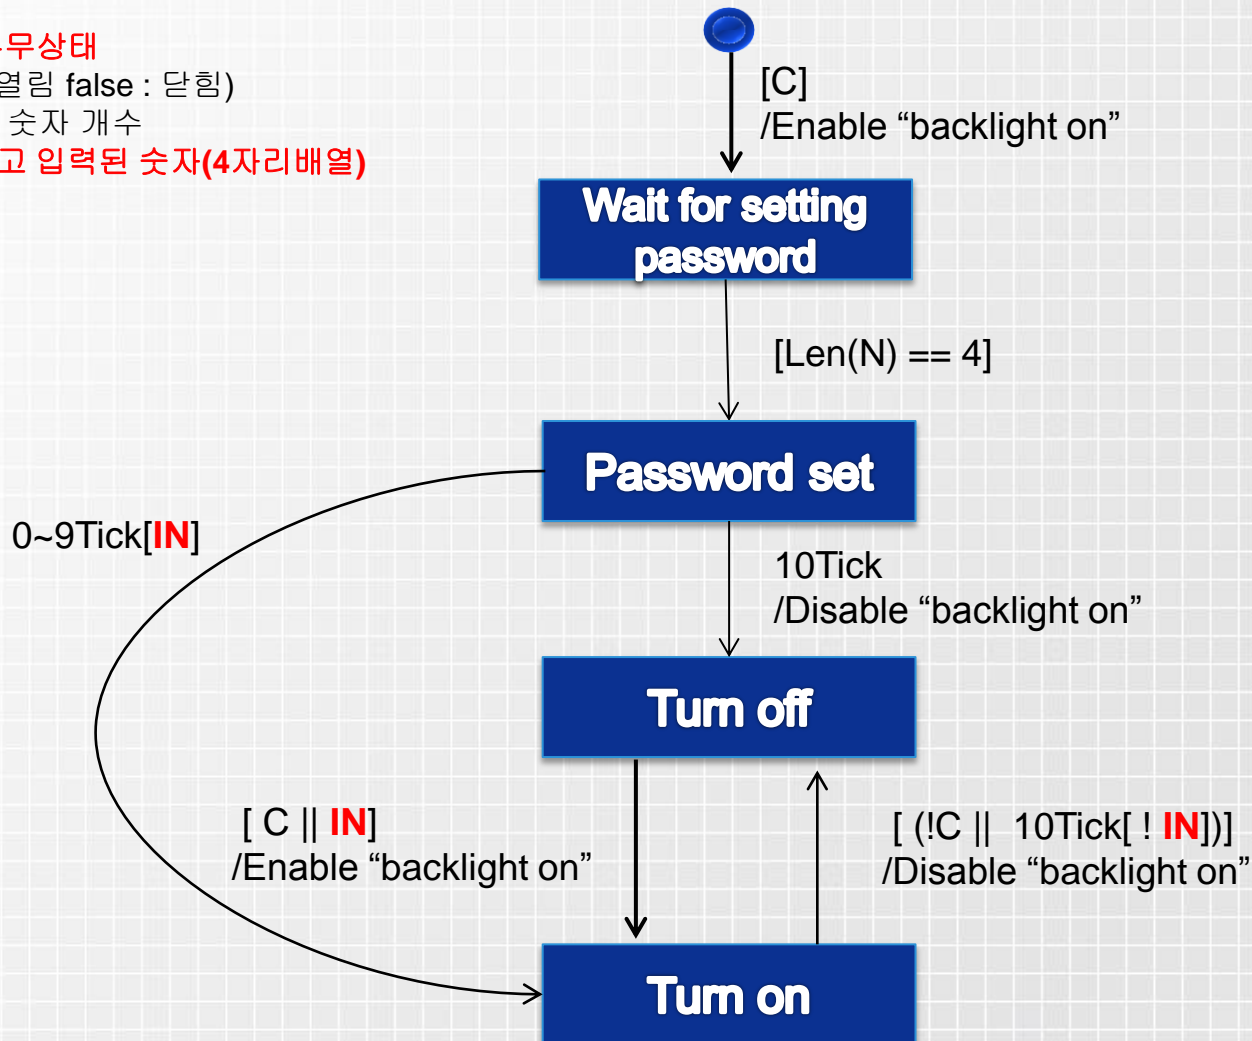 무상태
열림 false : 닫힘)
숫자 개수
고 입력된 숫자(4자리배열)
[C]
/Enable “backlight on”
Wait for setting
password
[Len(N) == 4]
Password set
0~9Tick[IN]
10Tick
/Disable “backlight on”
Turn off
[ C || IN]
/Enable “backlight on”
[ (!C || 10Tick[ ! IN])]
/Disable “backlight on”
Turn on